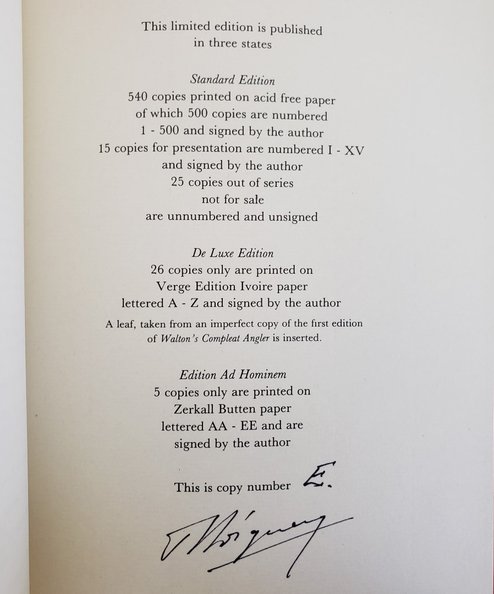 This limited edition is published
in three states
Standard Edition
540 copies printed on acid free paper
of which 500 copies are numbered
1 - 500 and signed by the author
15 copies for presentation are numbered I - XV
and signed by the author
25 copies out of series
not for sale
are unnumbered and unsigned
De Luxe Edition
26 copies only are printed on
Verge Edition Ivoire paper
lettered A - Z and signed by the author
A leaf, taken from an imperfect copy of the first edition
of Walton's Compleat Angler is inserted.
Edition Ad Hominem
5 copies only are printed on
Zerkall Butten paper
lettered AA - EE and are
signed by the author
This is copy number E.